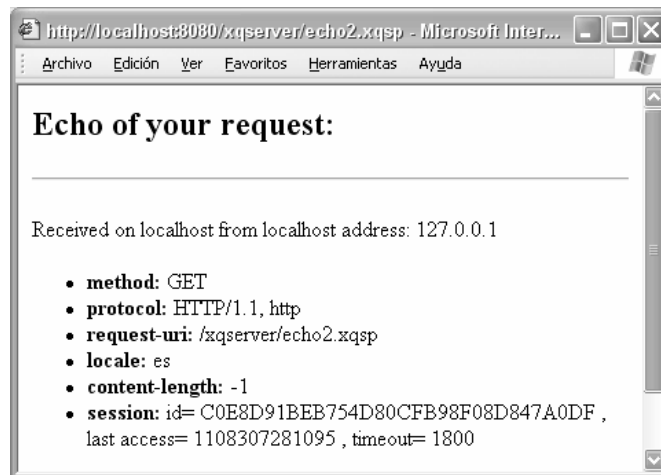 http://localhost:8080/xqserver/echo2.xqsp - Microsoft Inter...
Archivo Edición Ver Favoritos Herramientas Ayuda
Echo of your request:
Received on localhost from localhost address: 127.0.0.1
• method: GET
• protocol: HTTP/1.1, http
• request-uri: /xqserver/echo2.xqsp
• locale: es
• content-length: -1
• session: id= C0E8D91BEB754D80CFB98F08D847A0DF ,
last access= 1108307281095 , timeout= 1800